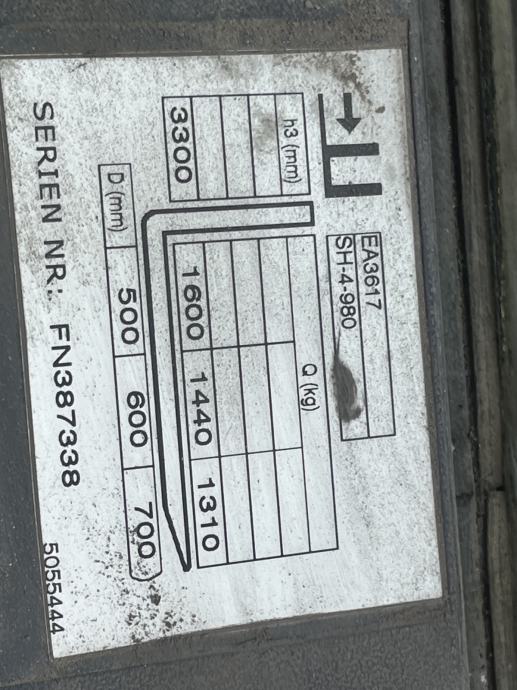 EA3617
SH-4-980
h3 (mm)
Q (kg)
3300 1600 1440 1310
D (mm) 500 600 700
SERIEN NR: FN387338
5055444